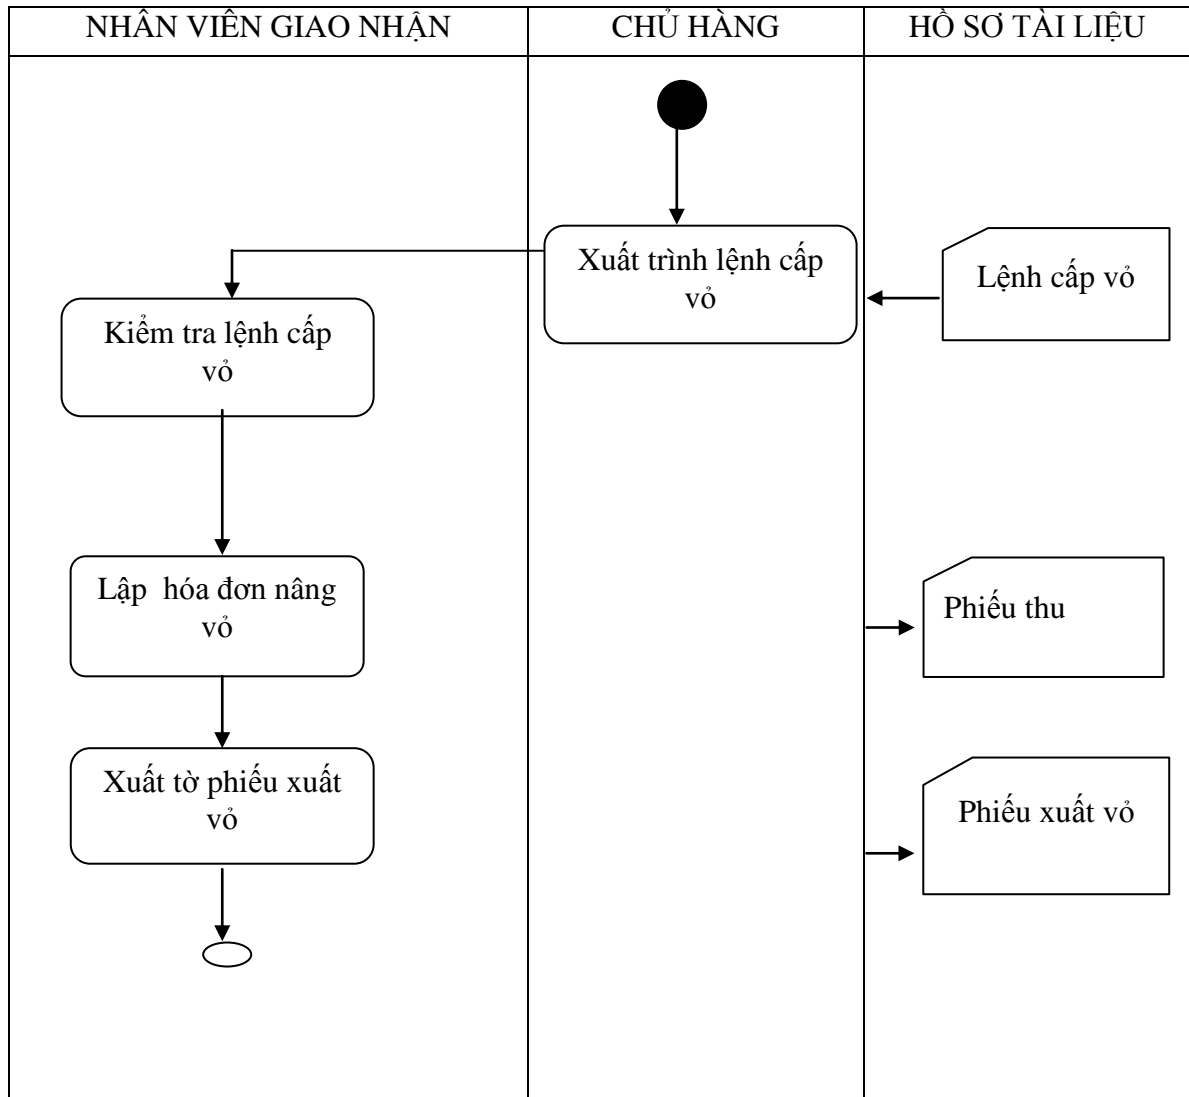 NHÂN VIÊN GIAO NHẬN
CHỦ HÀNG
HỒ SƠ TÀI LIỆU
Xuất trình lệnh cấp
vỏ
Lệnh cấp vỏ
Kiểm tra lệnh cấp
vỏ
Lập hóa đơn nâng
vỏ
Phiếu thu
Xuất tờ phiếu xuất
vỏ
Phiếu xuất vỏ